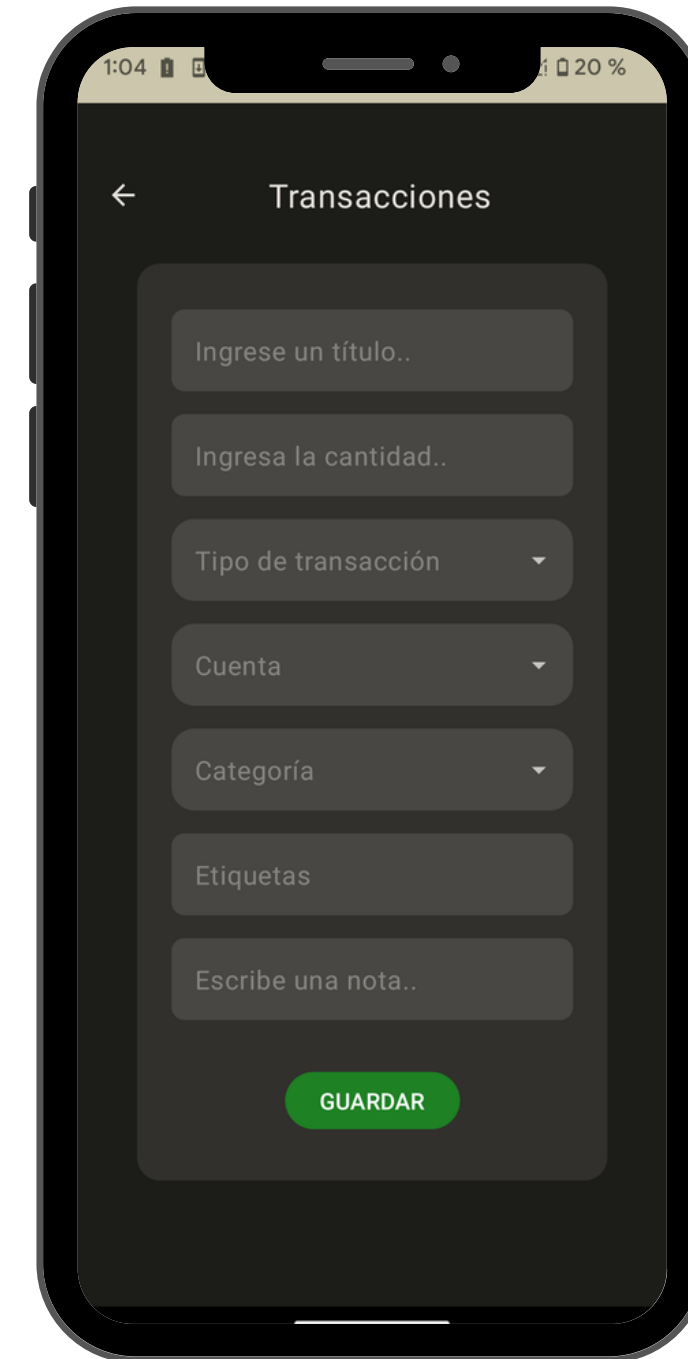 1:04 20 %
Transacciones
Ingrese un título..
Ingresa la cantidad..
Tipo de transacción
Cuenta
Categoría
Etiquetas
Escribe una nota..
GUARDAR